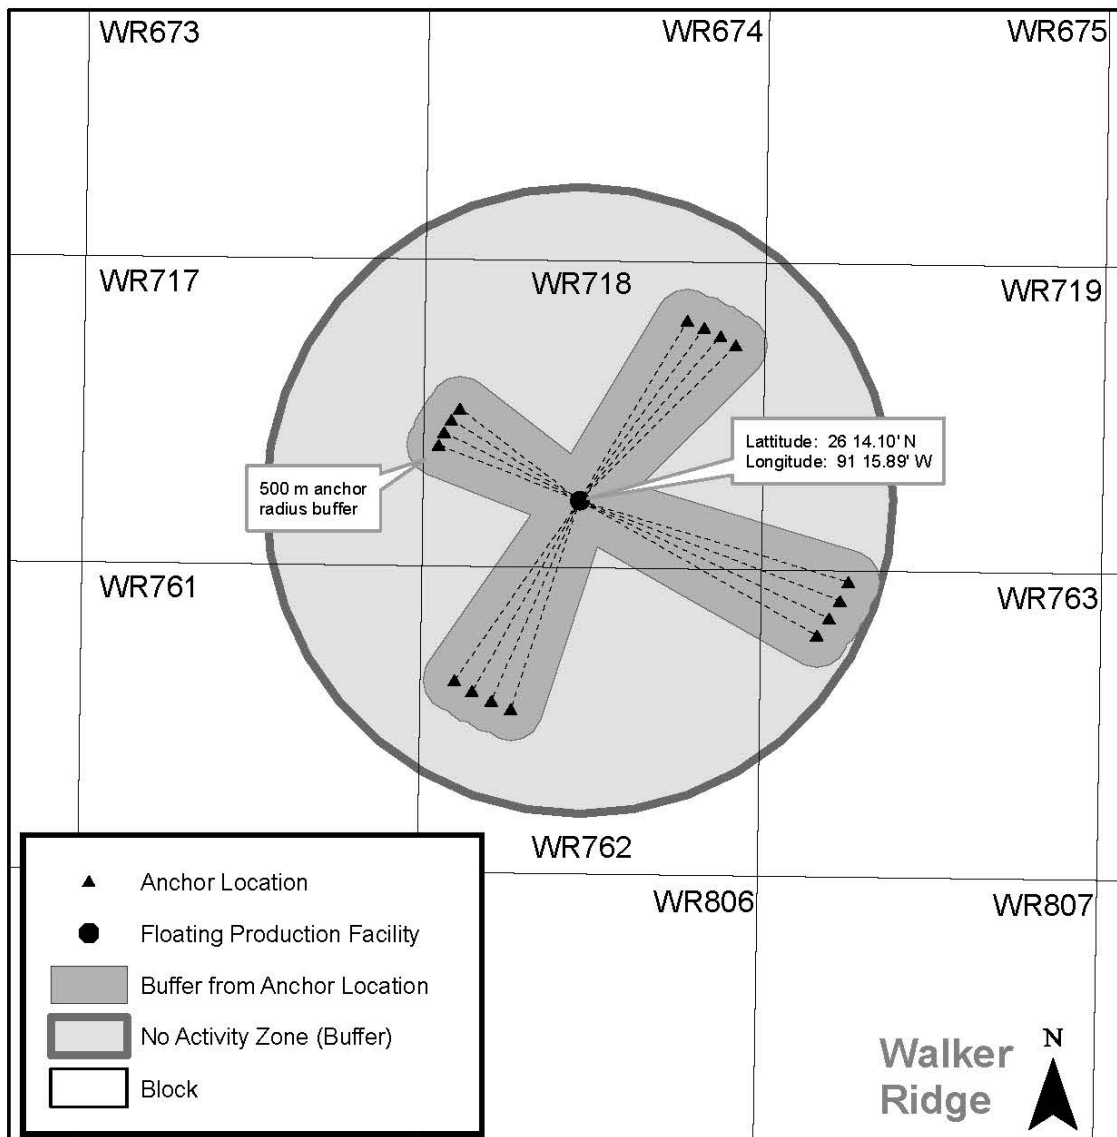 WR673
WR674
WR675
WR717
WR718
WR719
Lattitude: 26 14.10' N
Longitude: 91 15.89' W
500 m anchor
radius buffer
WR761
WR763
WR762
WR806
WR807
Anchor Location
Floating Production Facility
Buffer from Anchor Location
No Activity Zone (Buffer)
Block
Walker
Ridge
N